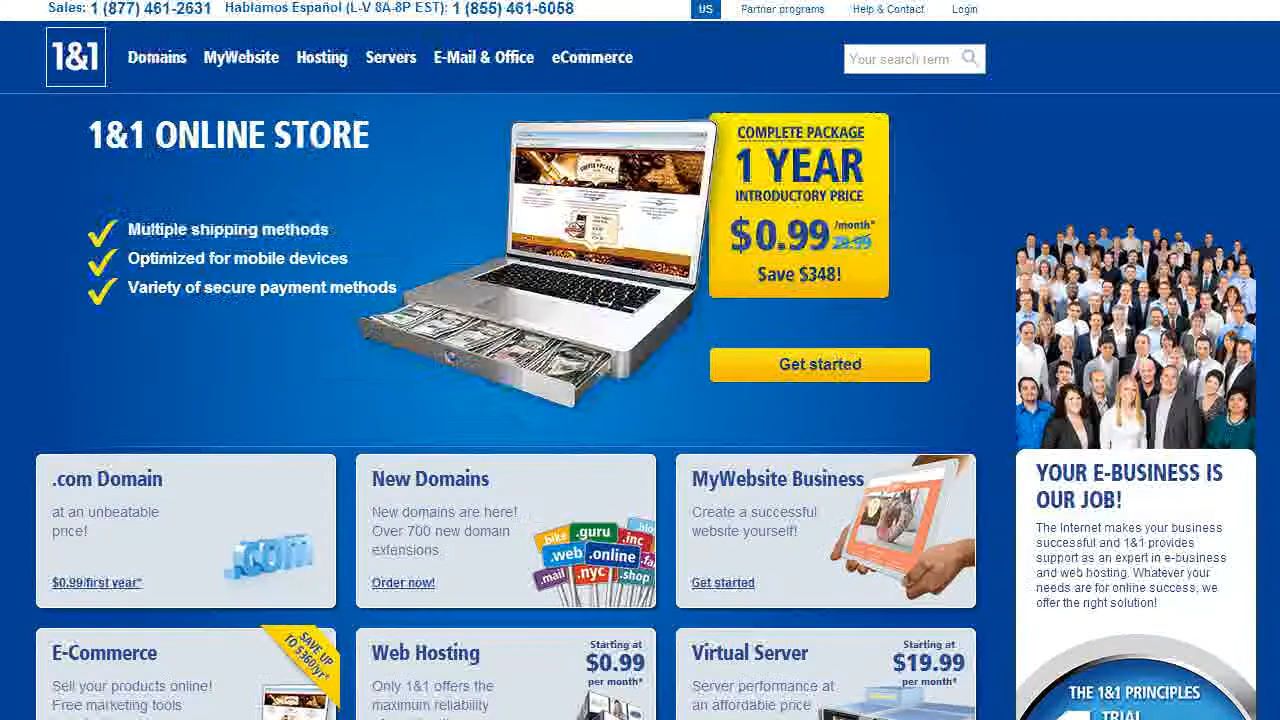 Sales: 1 (877) 461-2631 Hablamos Español (L-V 8A-8P EST): 1 (855) 461-6058
US Partner programs Help & Contact Login
1&1
Domains MyWebsite Hosting Servers E-Mail & Office eCommerce
Your search term
1&1 ONLINE STORE
Multiple shipping methods
Optimized for mobile devices
Variety of secure payment methods
COMPLETE PACKAGE
1 YEAR
INTRODUCTORY PRICE
$0.99 /month* 29.99
Save $348!
Get started
.com Domain
at an unbeatable
price!
.COM
$0.99/first year*
New Domains
New domains are here!
Over 700 new domain
extensions.
Order now!
.bike .guru .inc
.web .online
.mail .nyc .shop
MyWebsite Business
Create a successful
website yourself!
Get started
YOUR E-BUSINESS IS
OUR JOB!
The Internet makes your business
successful and 1&1 provides
support as an expert in e-business
and web hosting. Whatever your
needs are for online success, we
offer the right solution!
E-Commerce
SAVE UP
TO $360/yr*
Sell your products online!
Free marketing tools
Web Hosting
Starting at
$0.99
per month*
Only 1&1 offers the
maximum reliability
Virtual Server
Starting at
$19.99
per month*
Server performance at
an affordable price
THE 1&1 PRINCIPLES
TRIAL